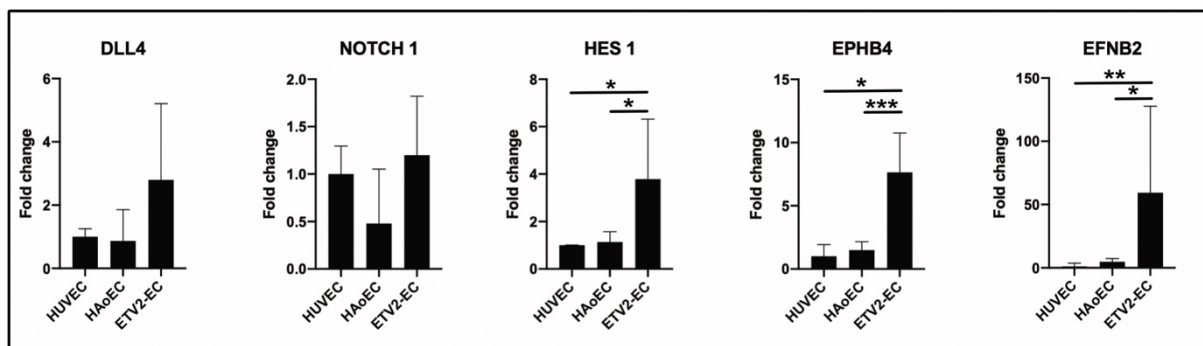 DLL4
Fold change
6
4
2
0
HUVEC
HAoEC
ETV2-EC
NOTCH 1
Fold change
2.0
1.5
1.0
0.5
0.0
HUVEC
HAoEC
ETV2-EC
HES 1
Fold change
8
6
4
2
0
*
*
HUVEC
HAoEC
ETV2-EC
EPHB4
Fold change
15
10
5
0
*
***
HUVEC
HAoEC
ETV2-EC
EFNB2
Fold change
150
100
50
0
**
*
HUVEC
HAoEC
ETV2-EC